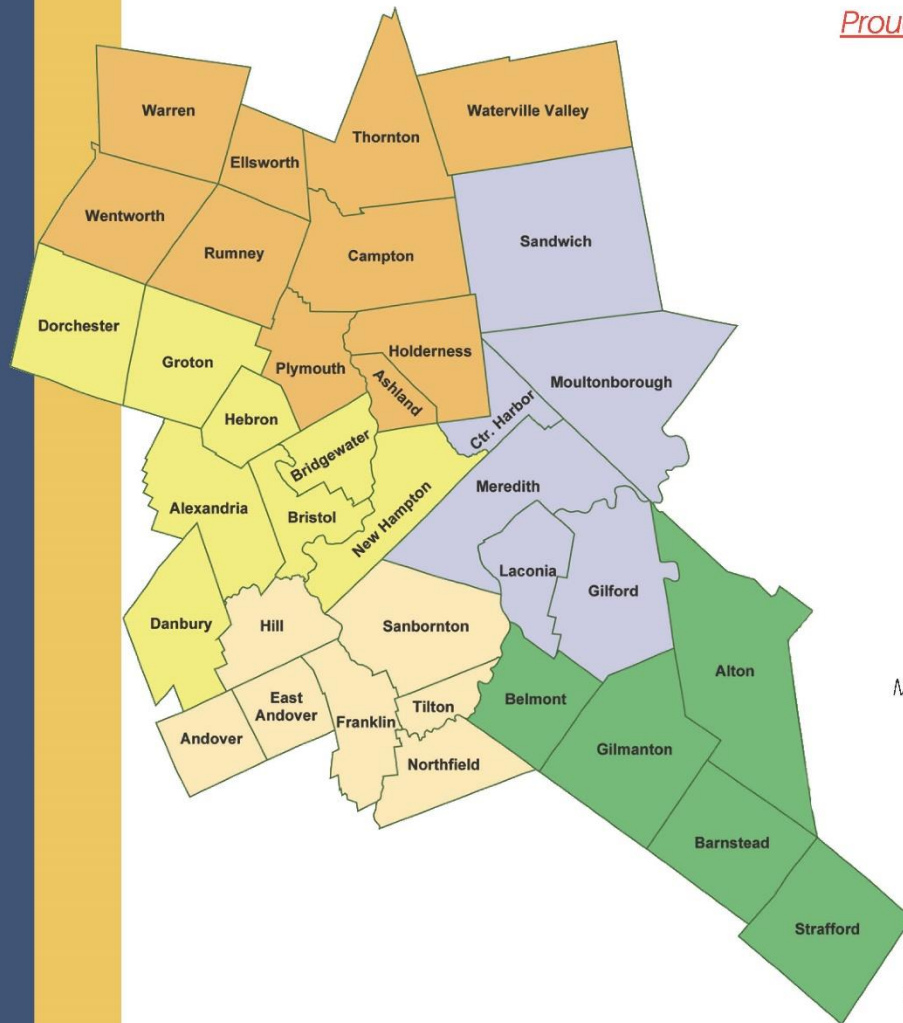 Warren
Thornton
Waterville Valley
Ellsworth
Wentworth
Rumney
Campton
Sandwich
Dorchester
Groton
Plymouth
Holderness
Ashland
Moultonborough
Hebron
Bridgewater
Ctr. Harbor
Alexandria
Bristol
New Hampton
Meredith
Laconia
Gilford
Danbury
Hill
Sanbornton
Alton
East
Andover
Andover
Franklin
Tilton
Belmont
Gilmanton
Northfield
Barnstead
Strafford